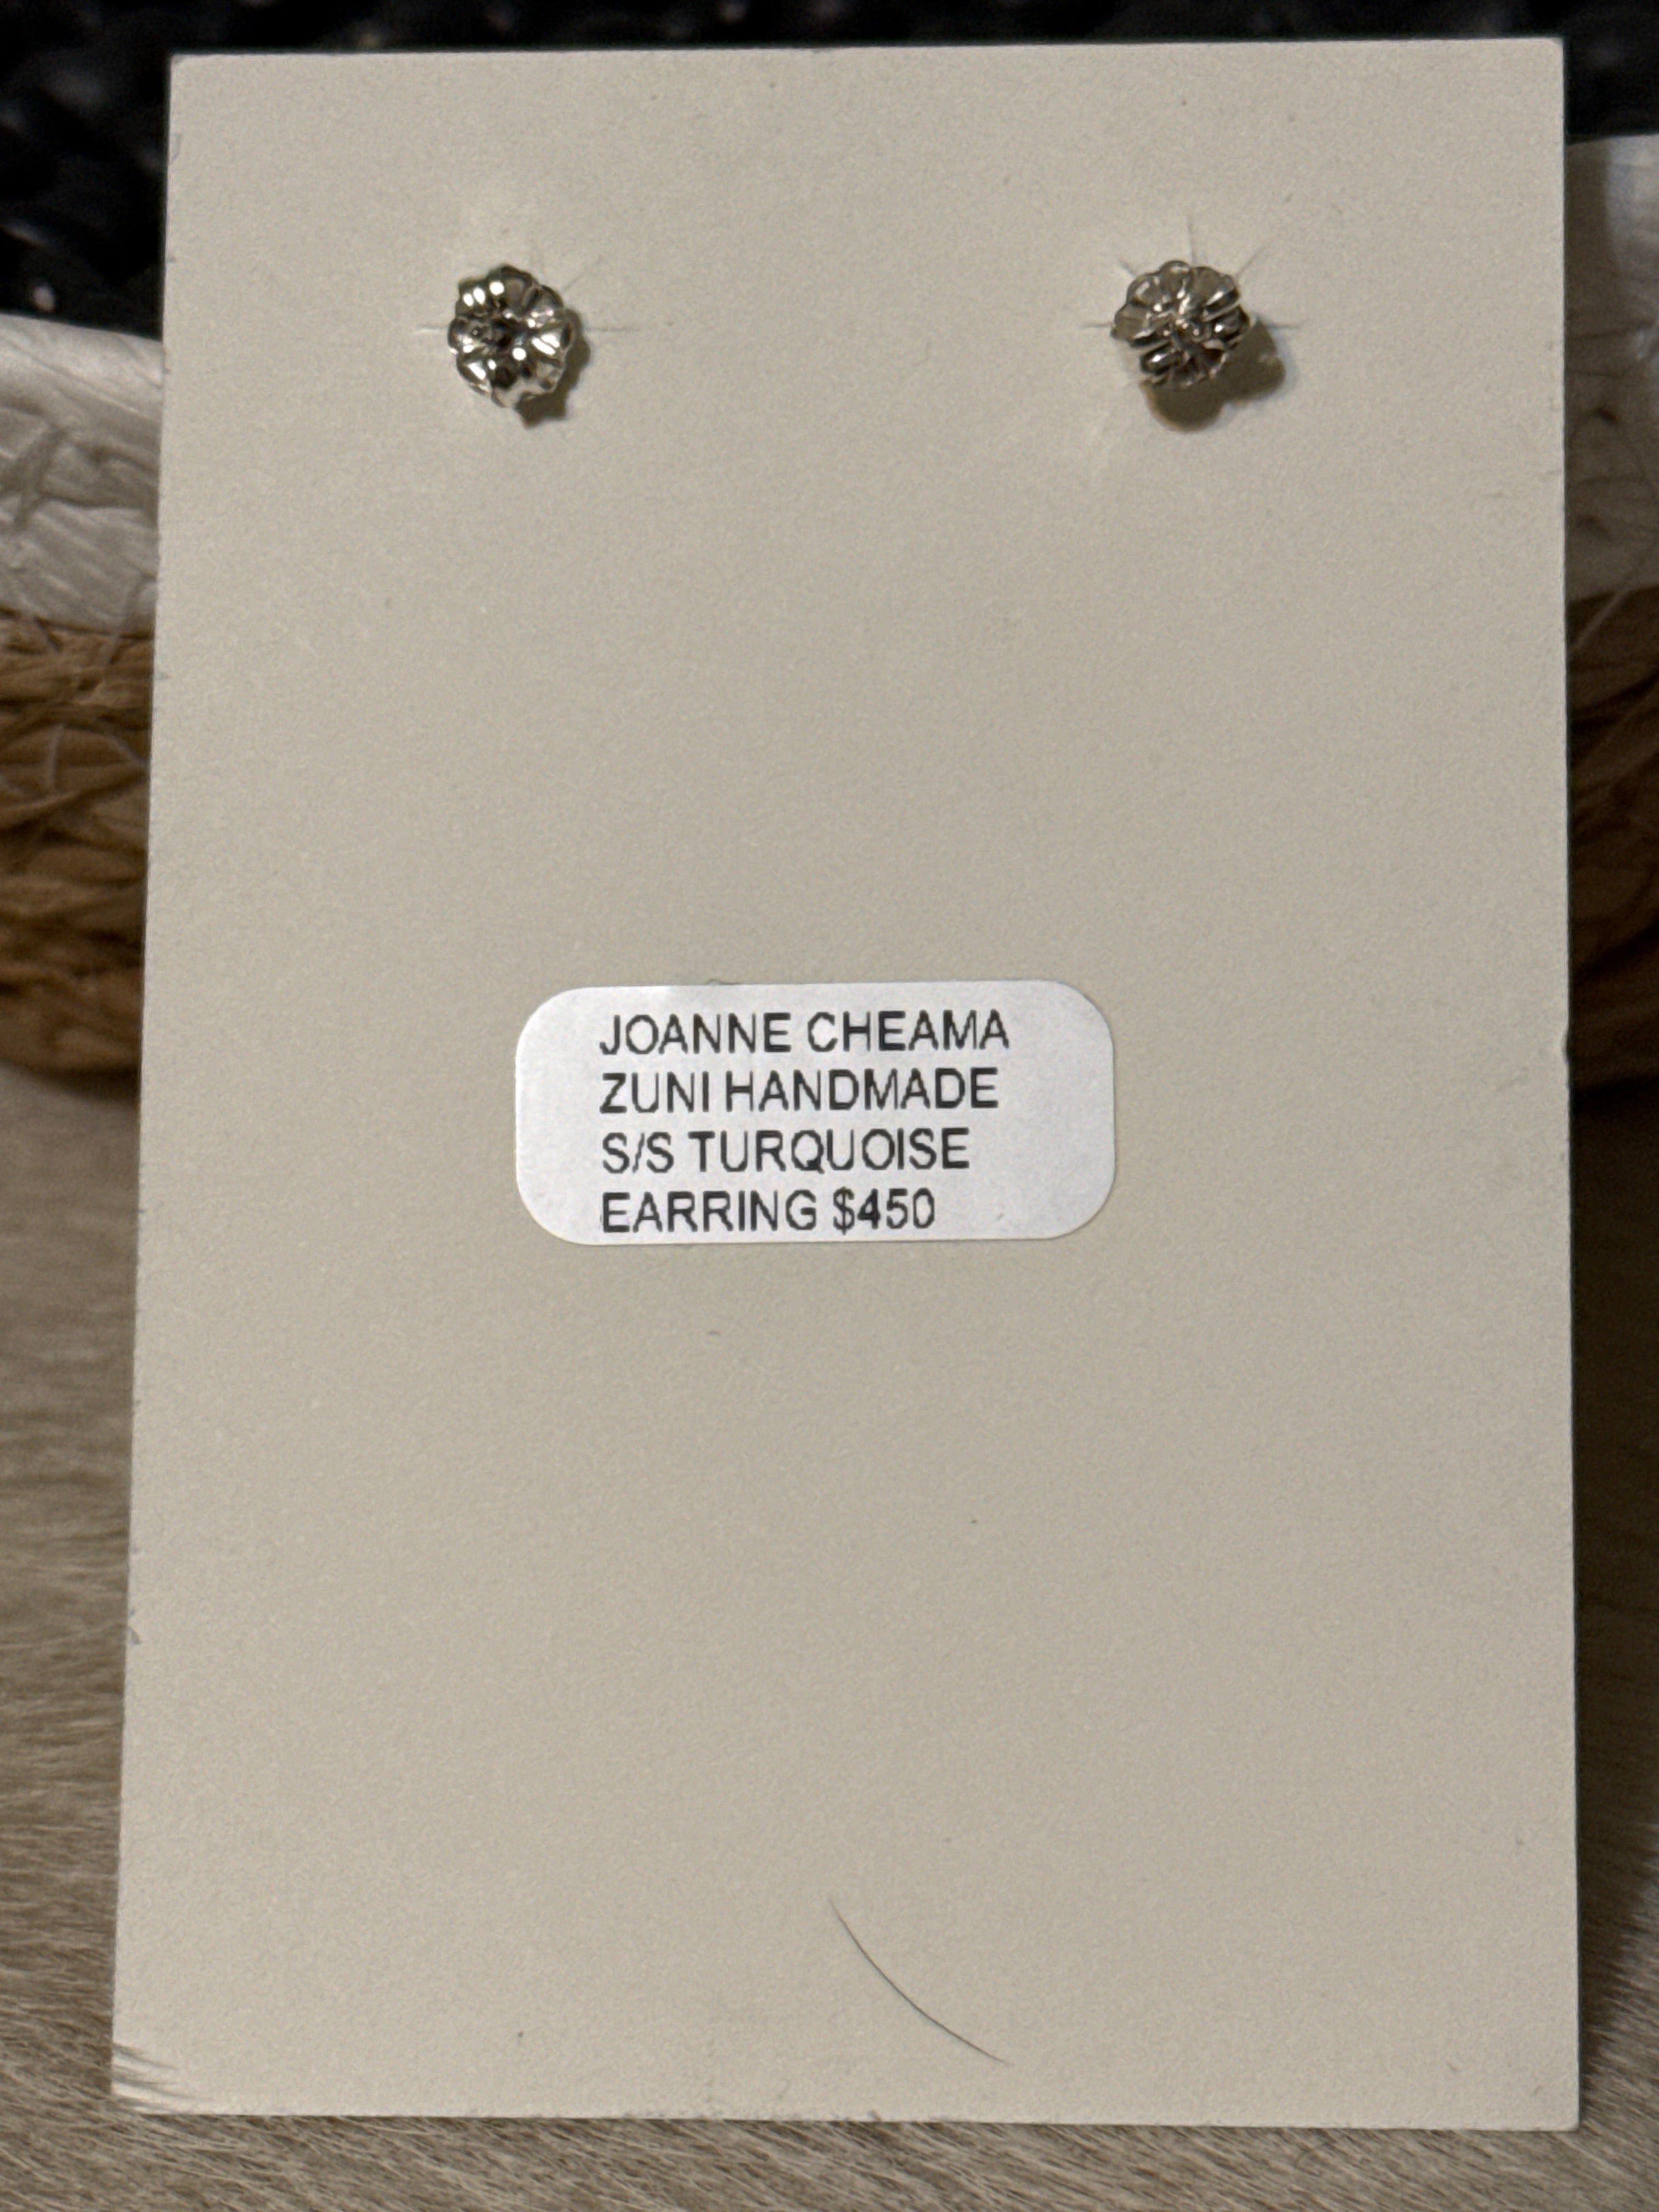 JOANNE CHEAMA
ZUNI HANDMADE
S/S TURQUOISE
EARRING $450